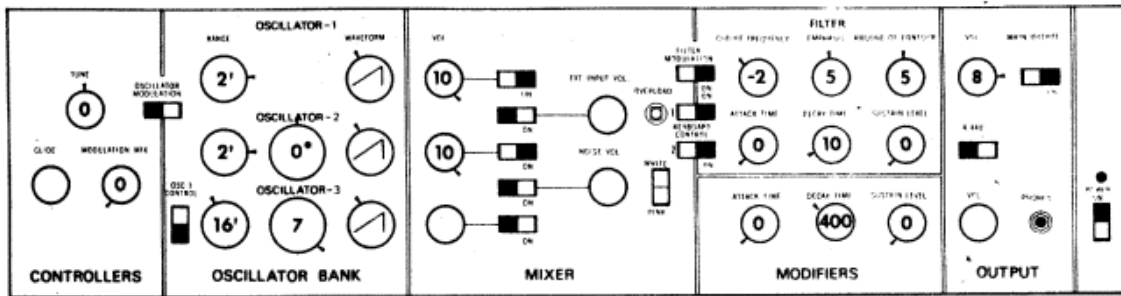 OSCILLATOR-1
FILTER
RANGE
WAVEFORM
VOL
CUTOFF FREQUENCY
EMPHASIS
AMOUNT OF CONTOUR
VOL
MAIN OUTPUT
TUNE
OSCILLATOR
MODULATION
FILTER
MODULATION
EXT INPUT VOL
OVERLOAD
2'
10
-2
5
5
8
0
ON
ON
ON
ON
ON
1
KEYBOARD
CONTROL
2
ON
OSCILLATOR-2
ATTACK TIME
DECAY TIME
SUSTAIN LEVEL
A 440
GLIDE
MODULATION MIX
2'
0°
10
NOISE VOL
0
10
0
0
ON
WHITE
PINK
OSC 3
CONTROL
OSCILLATOR-3
ON
ATTACK TIME
DECAY TIME
SUSTAIN LEVEL
VOL
PHONES
POWER
ON
16'
7
0
400
0
ON
CONTROLLERS
OSCILLATOR BANK
MIXER
MODIFIERS
OUTPUT